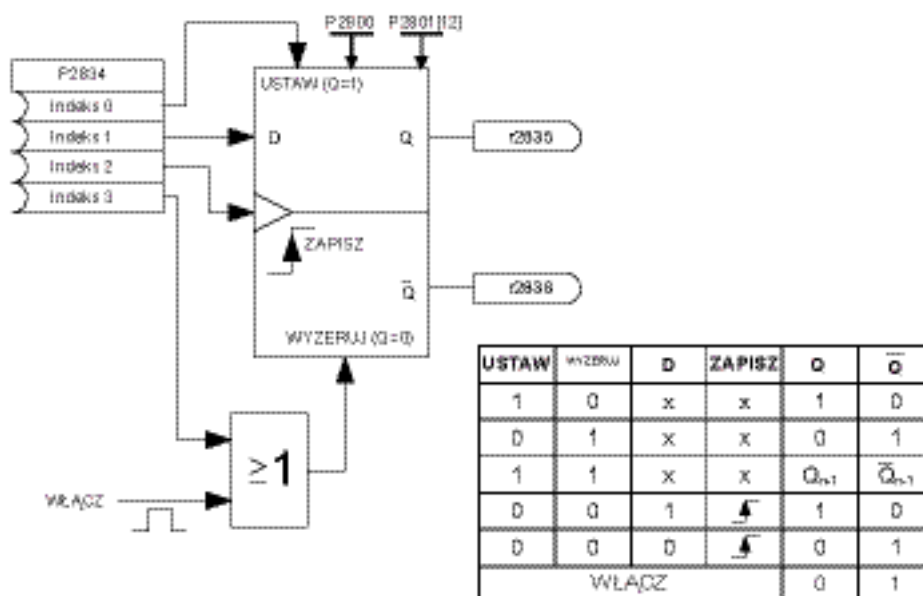 P2800 P2801[12]
P2834
Indeks 0
Indeks 1
Indeks 2
Indeks 3
USTAW (Q=1)
D Q
r2835
ZAPISZ
Q̅
r2836
WYZERUJ (Q=0)
≥1
WŁĄCZ
USTAW WYZERUJ D ZAPISZ Q Q̅
1 0 x x 1 0
0 1 x x 0 1
1 1 x x Qn-1 Q̅n-1
0 0 1 1 0
0 0 0 0 1
WŁĄCZ 0 1